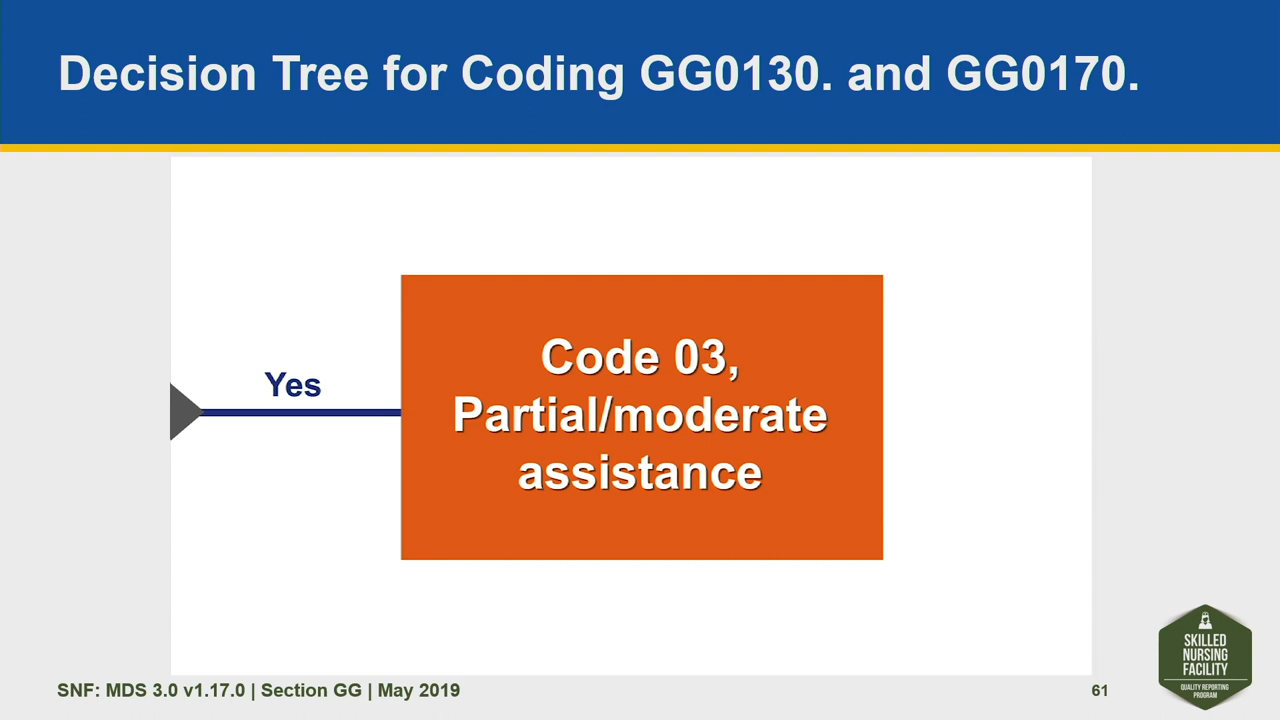 Decision Tree for Coding GG0130. and GG0170.
Yes
Code 03,
Partial/moderate
assistance
SNF: MDS 3.0 v1.17.0 | Section GG | May 2019
61
SKILLED
NURSING
FACILITY
QUALITY REPORTING
PROGRAM